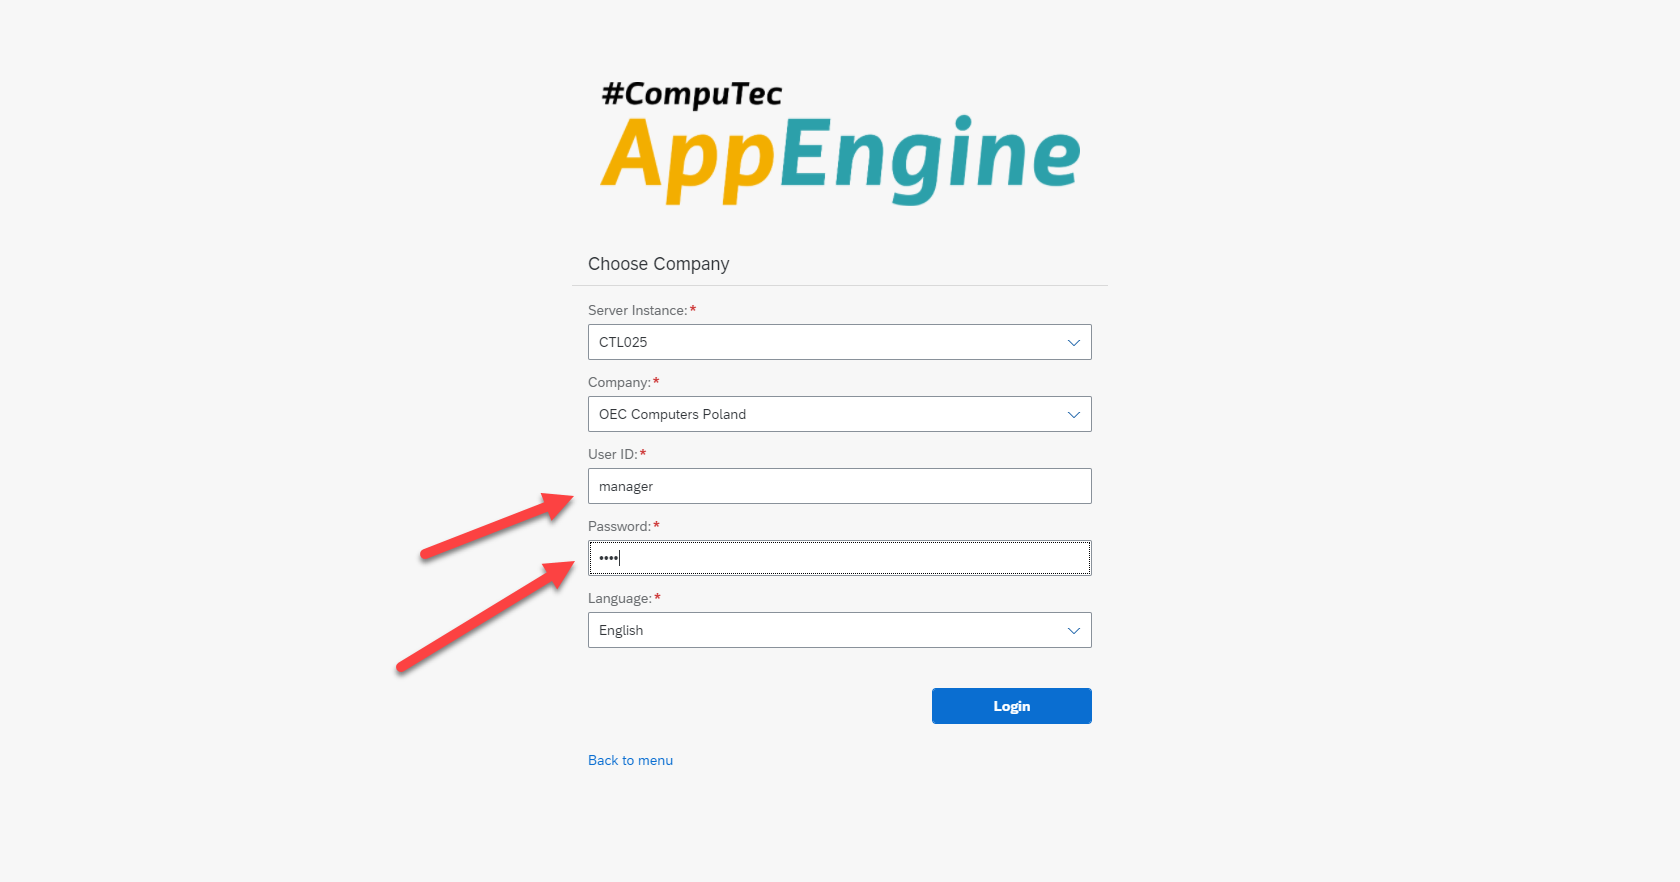 #CompuTec
AppEngine
Choose Company
Server Instance:*
CTL025
Company:*
OEC Computers Poland
User ID:*
manager
Password:*
••••
Language:*
English
Login
Back to menu